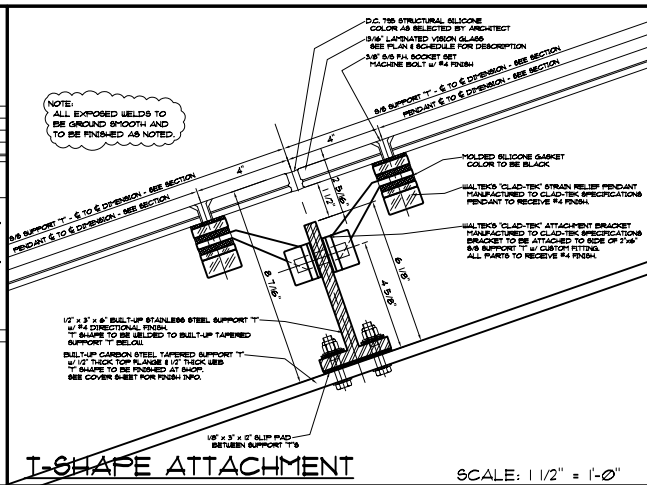 D.C. 795 STRUCTURAL SILICONE
COLOR AS SELECTED BY ARCHITECT
13/16" LAMINATED VISION GLASS
SEE PLAN & SCHEDULE FOR DESCRIPTION
3/8" S/S F.H. SOCKET SET
MACHINE BOLT W/ #4 FINISH
NOTE:
ALL EXPOSED WELDS TO
BE GROUND SMOOTH AND
TO BE FINISHED AS NOTED.
S/S SUPPORT 'T' - ℄ TO ℄ DIMENSION - SEE SECTION
PENDANT ℄ TO ℄ DIMENSION - SEE SECTION
4"
4"
S/S SUPPORT 'T' - ℄ TO ℄ DIMENSION - SEE SECTION
PENDANT ℄ TO ℄ DIMENSION - SEE SECTION
2 5/16"
1 1/2"
MOLDED SILICONE GASKET
COLOR TO BE BLACK
WALTEK'S "CLAD-TEK" STRAIN RELIEF PENDANT
MANUFACTURED TO CLAD-TEK SPECIFICATIONS
PENDANT TO RECEIVE #4 FINISH.
WALTEK'S "CLAD-TEK" ATTACHMENT BRACKET
MANUFACTURED TO CLAD-TEK SPECIFICATIONS
BRACKET TO BE ATTACHED TO SIDE OF 2"x6"
S/S SUPPORT 'T' W/ CUSTOM FITTING.
ALL PARTS TO RECEIVE #4 FINISH.
8 7/16"
4 5/8"
6 1/8"
1/2" x 3" x 6" BUILT-UP STAINLESS STEEL SUPPORT 'T'
W/ #4 DIRECTIONAL FINISH.
'T' SHAPE TO BE WELDED TO BUILT-UP TAPERED
SUPPORT 'T' BELOW.
BUILT-UP CARBON STEEL TAPERED SUPPORT 'T'
W/ 1/2" THICK TOP FLANGE & 1/2" THICK WEB
'T' SHAPE TO BE FINISHED AT SHOP.
SEE COVER SHEET FOR FINISH INFO.
1/8" x 3" x 12" SLIP PAD
BETWEEN SUPPORT 'T'S
T-SHAPE ATTACHMENT
SCALE: 1 1/2" = 1'-0"